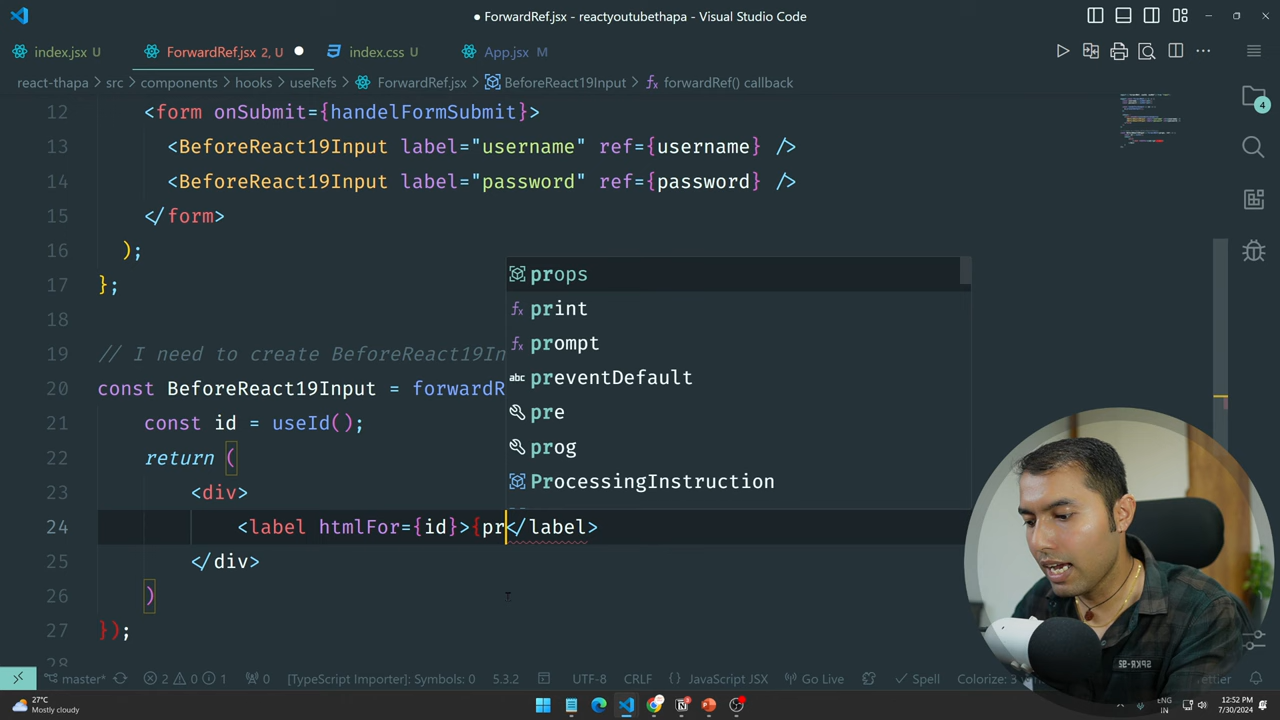 ForwardRef.jsx - reactyoutubethapa - Visual Studio Code
index.jsx U
ForwardRef.jsx 2, U
index.css U
App.jsx M
react-thapa > src > components > hooks > useRefs > ForwardRef.jsx > BeforeReact19Input > forwardRef() callback
12 <form onSubmit={handelFormSubmit}>
13 <BeforeReact19Input label="username" ref={username} />
14 <BeforeReact19Input label="password" ref={password} />
15 </form>
16 );
17 };
18
19 // I need to create BeforeReact19In
20 const BeforeReact19Input = forwardR
21 const id = useId();
22 return (
23 <div>
24 <label htmlFor={id}>{pr</label>
25 </div>
26 )
27 });
28
props
print
prompt
abc preventDefault
pre
prog
ProcessingInstruction
4
master* 2 0 1 0 [TypeScript Importer]: Symbols: 0 5.3.2 UTF-8 CRLF {} JavaScript JSX Go Live Spell Colorize: 3
27°C
Mostly cloudy
ENG
IN
12:52 PM
7/30/2024